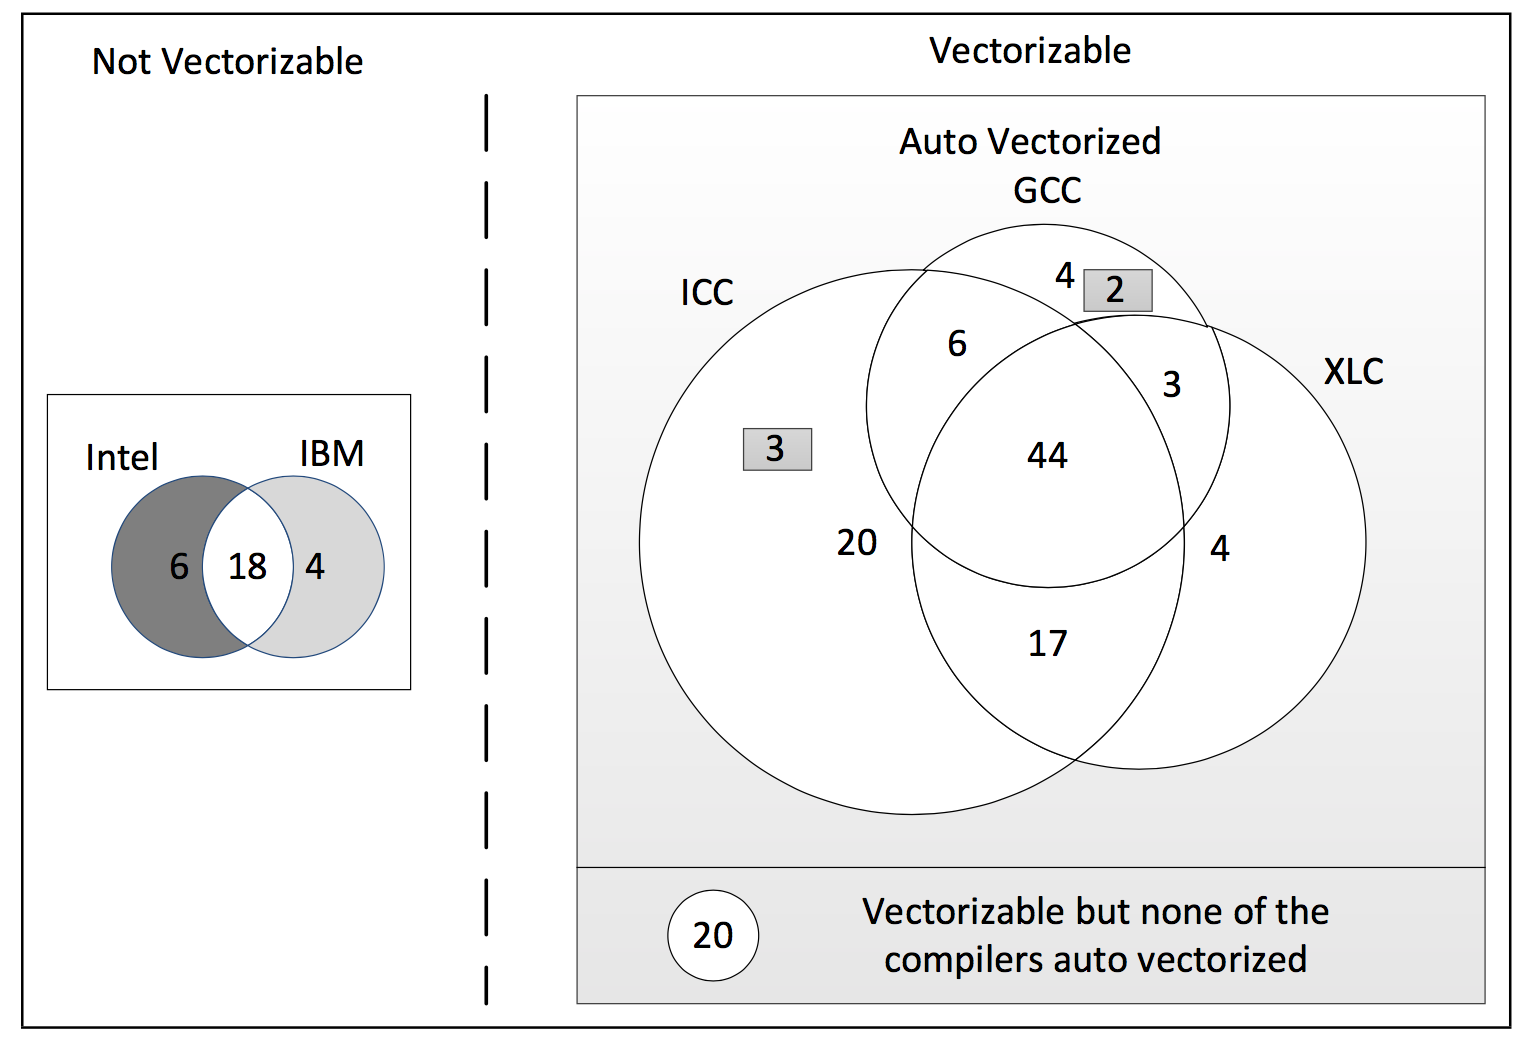 Not Vectorizable
Intel
IBM
6
18
4
Vectorizable
Auto Vectorized
GCC
ICC
XLC
4
2
6
3
3
44
20
4
17
20
Vectorizable but none of the
compilers auto vectorized